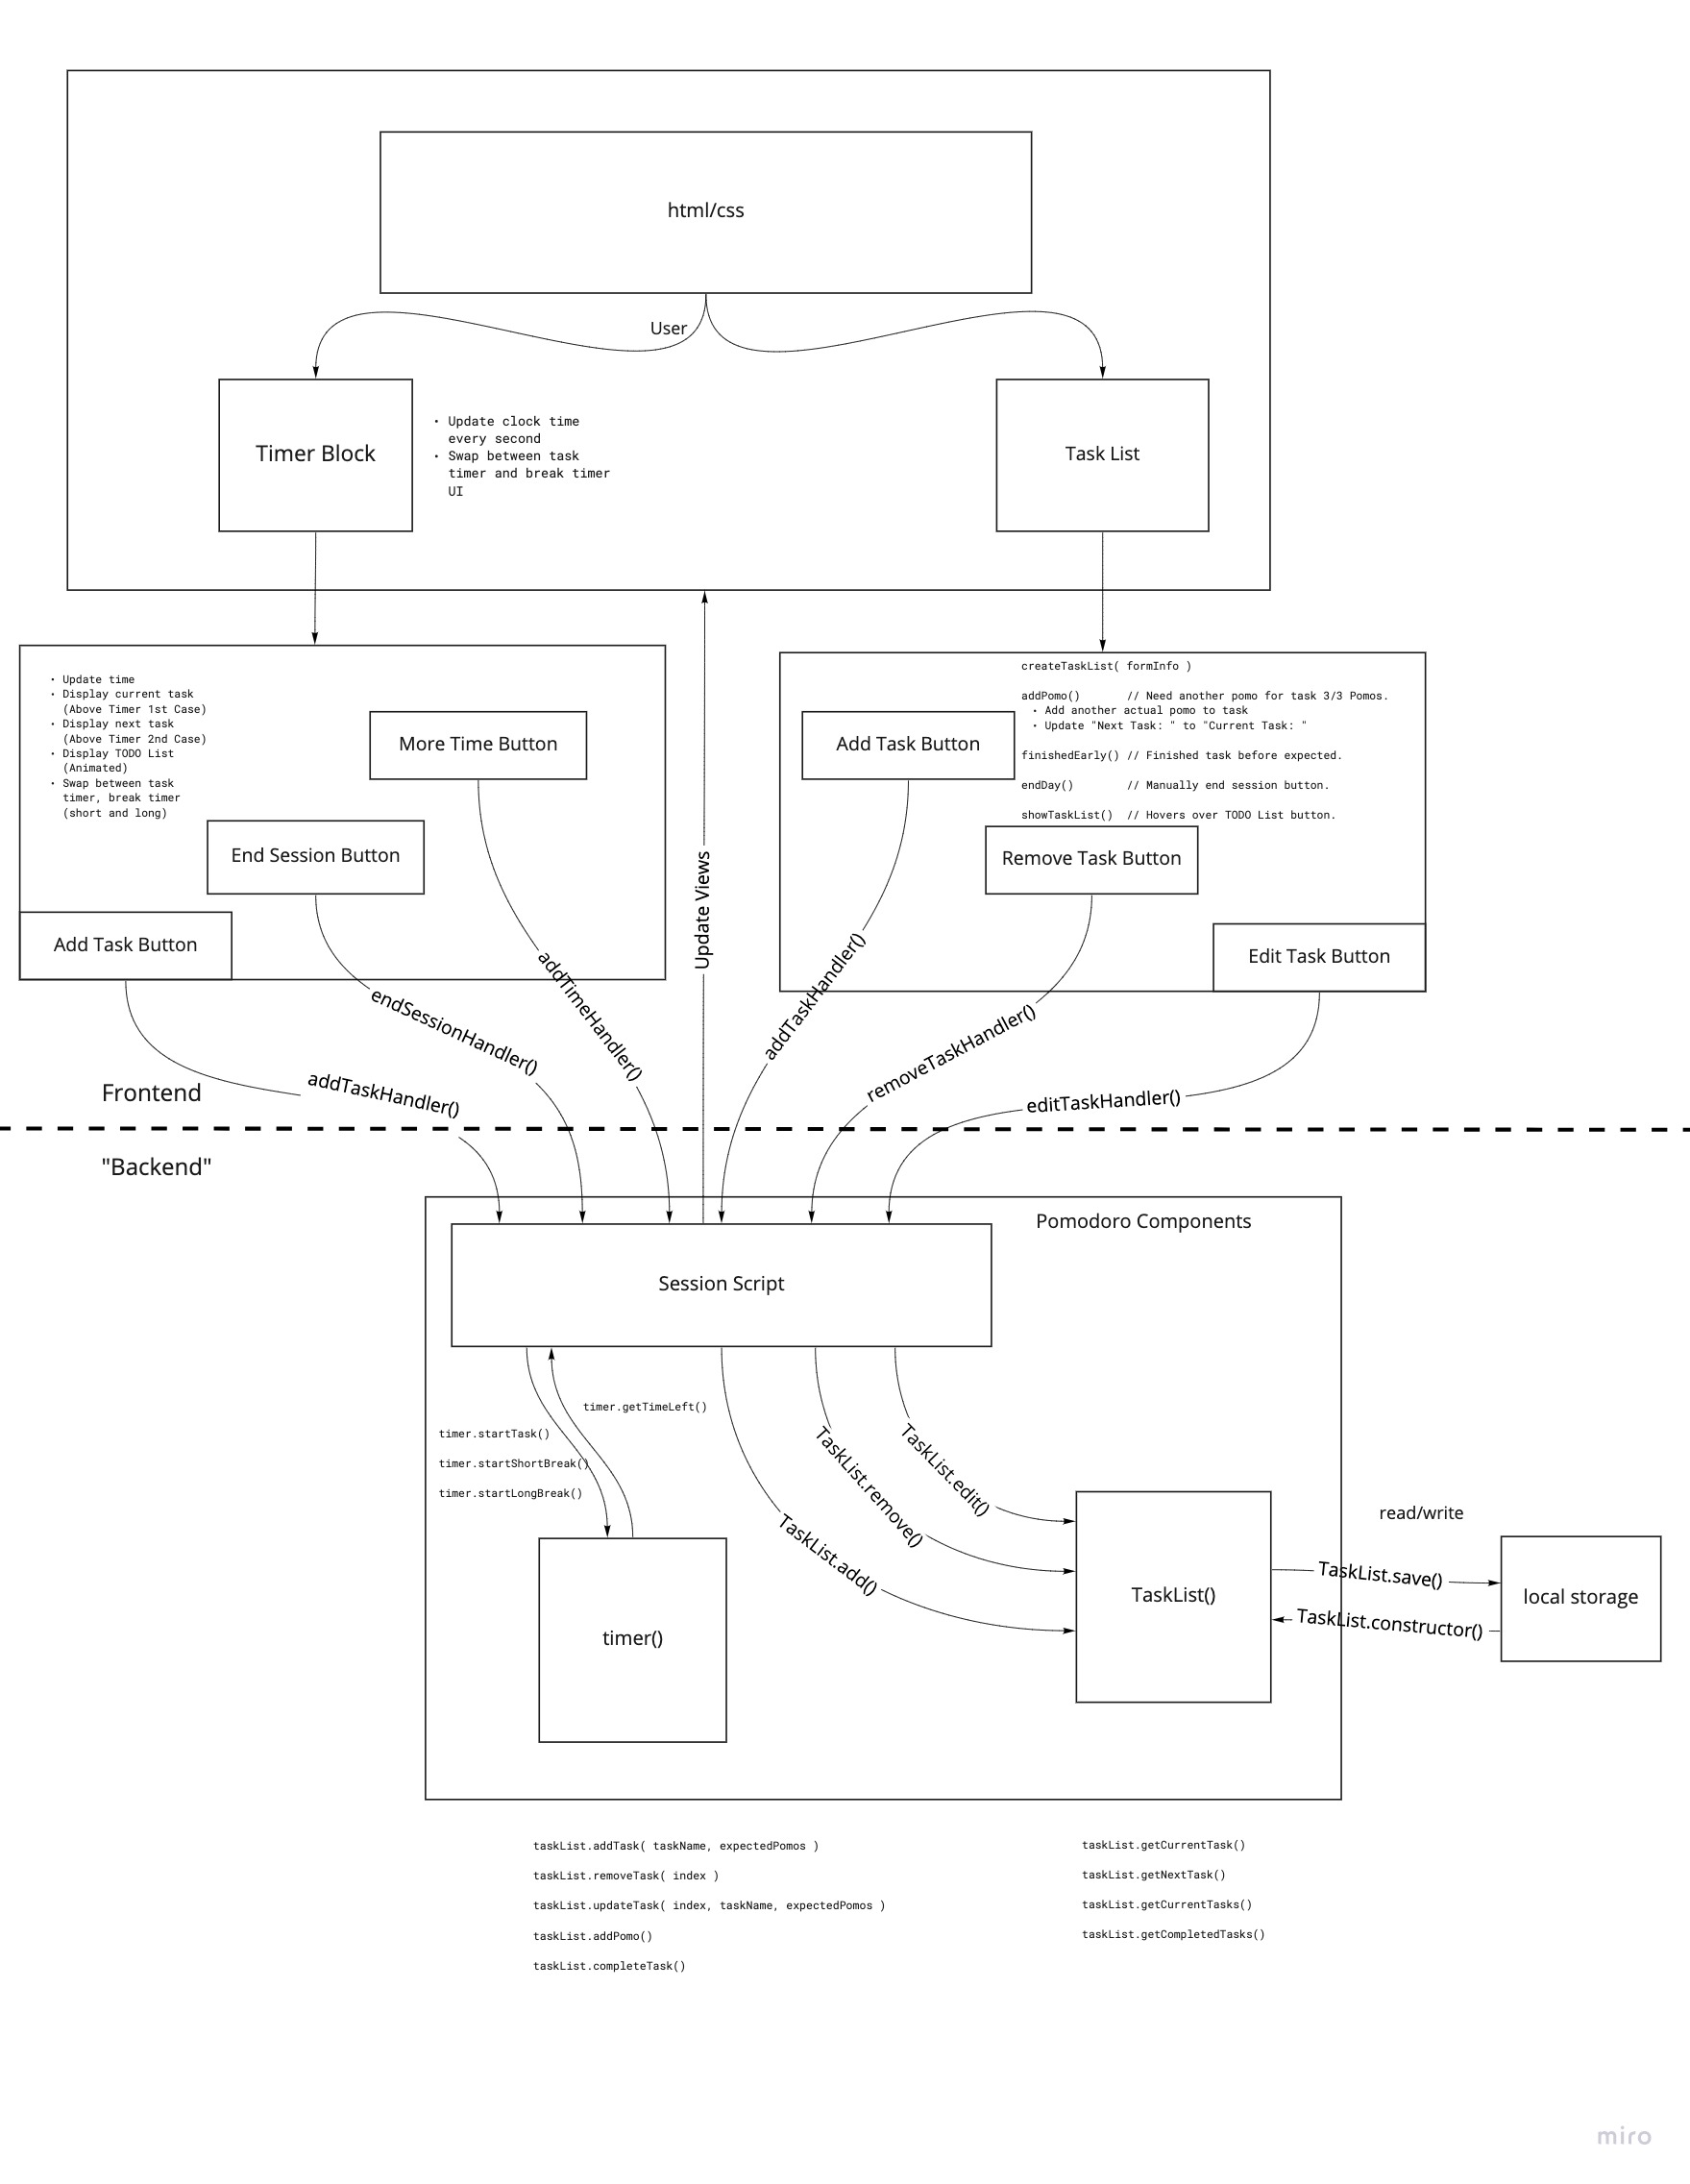 html/css
User
Timer Block
• Update clock time
every second
• Swap between task
timer and break timer
UI
Task List
• Update time
• Display current task
(Above Timer 1st Case)
• Display next task
(Above Timer 2nd Case)
• Display TODO List
(Animated)
• Swap between task
timer, break timer
(short and long)
More Time Button
End Session Button
Add Task Button
Update Views
createTaskList( formInfo )
addPomo() // Need another pomo for task 3/3 Pomos.
• Add another actual pomo to task
• Update "Next Task: " to "Current Task: "
finishedEarly() // Finished task before expected.
endDay() // Manually end session button.
showTaskList() // Hovers over TODO List button.
Add Task Button
Remove Task Button
Edit Task Button
addTaskHandler()
endSessionHandler()
addTimeHandler()
addTaskHandler()
removeTaskHandler()
editTaskHandler()
Frontend
"Backend"
Pomodoro Components
Session Script
timer.getTimeLeft()
timer.startTask()
timer.startShortBreak()
timer.startLongBreak()
TaskList.add()
TaskList.remove()
TaskList.edit()
timer()
TaskList()
read/write
TaskList.save()
TaskList.constructor()
local storage
taskList.addTask( taskName, expectedPomos )
taskList.removeTask( index )
taskList.updateTask( index, taskName, expectedPomos )
taskList.addPomo()
taskList.completeTask()
taskList.getCurrentTask()
taskList.getNextTask()
taskList.getCurrentTasks()
taskList.getCompletedTasks()
miro